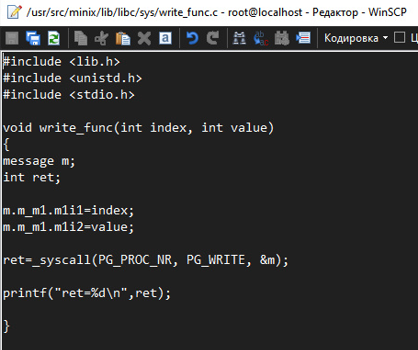 /usr/src/minix/lib/libc/sys/write_func.c - root@localhost - Редактор - WinSCP
Кодировка
#include <lib.h>
#include <unistd.h>
#include <stdio.h>
void write_func(int index, int value)
{
message m;
int ret;
m.m_m1.m1i1=index;
m.m_m1.m1i2=value;
ret=_syscall(PG_PROC_NR, PG_WRITE, &m);
printf("ret=%d\n",ret);
}